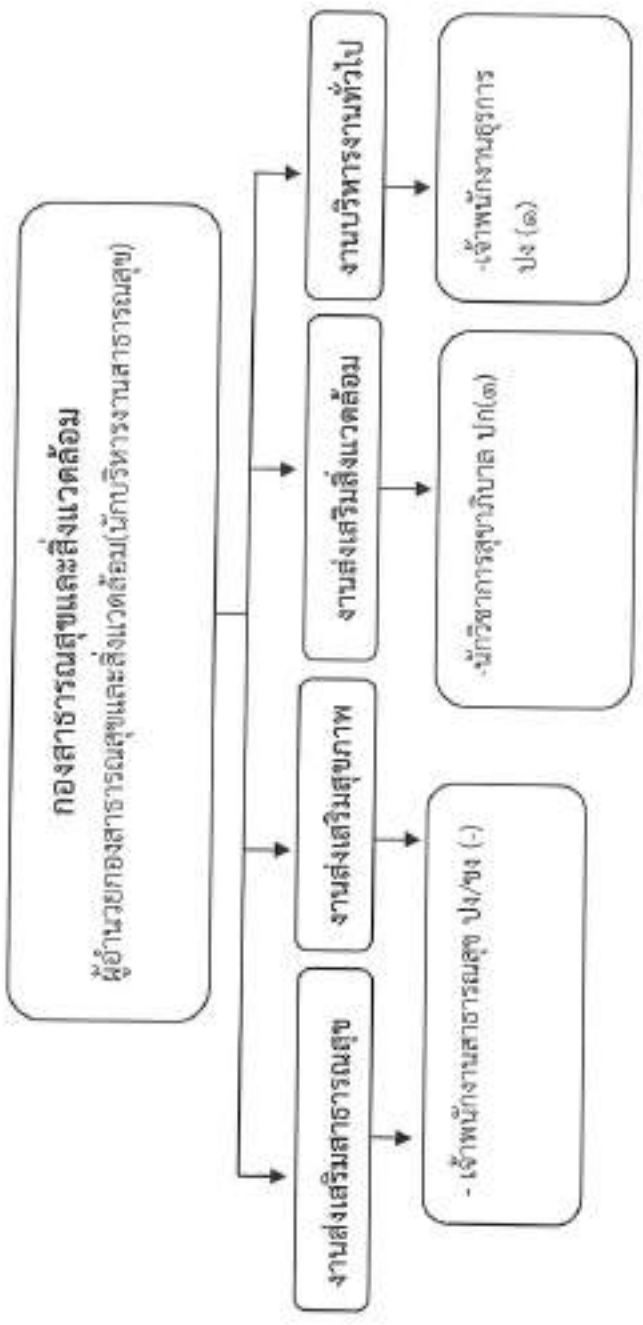 กองสาธารณสุขและสิ่งแวดล้อม
ผู้อำนวยกองสาธารณสุขและสิ่งแวดล้อม(นักบริหารงานสาธารณสุข)
งานส่งเสริมสาธารณสุข
งานส่งเสริมสุขภาพ
งานส่งเสริมสิ่งแวดล้อม
งานบริหารงานทั่วไป
- เจ้าพนักงานสาธารณสุข ปง/ชง (-)
-นักวิชาการสุขาภิบาล ปก(๑)
-เจ้าพนักงานธุรการ
ปง (๑)